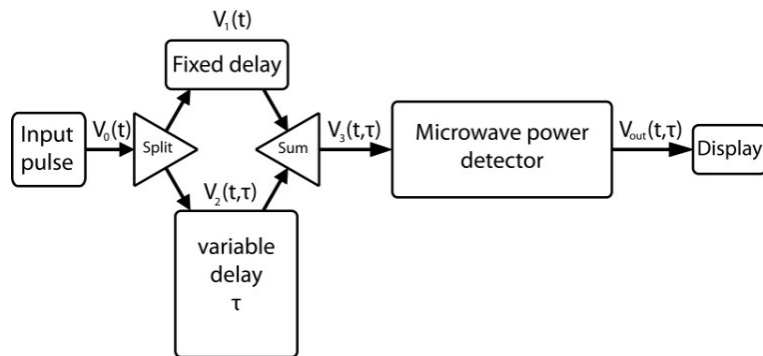 V₁(t)
Fixed delay
Input
pulse
V₀(t)
Split
Sum
V₃(t,τ)
Microwave power
detector
Vout(t,τ)
Display
V₂(t,τ)
variable
delay
τ